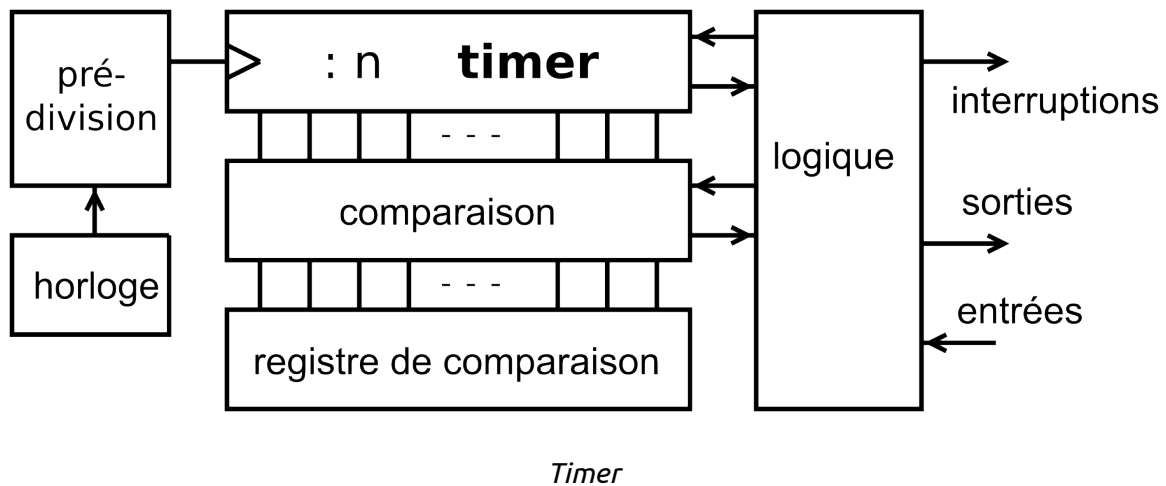 pré-
division
: n timer
interruptions
logique
sorties
comparaison
horloge
entrées
registre de comparaison
- - -
- - -
Timer